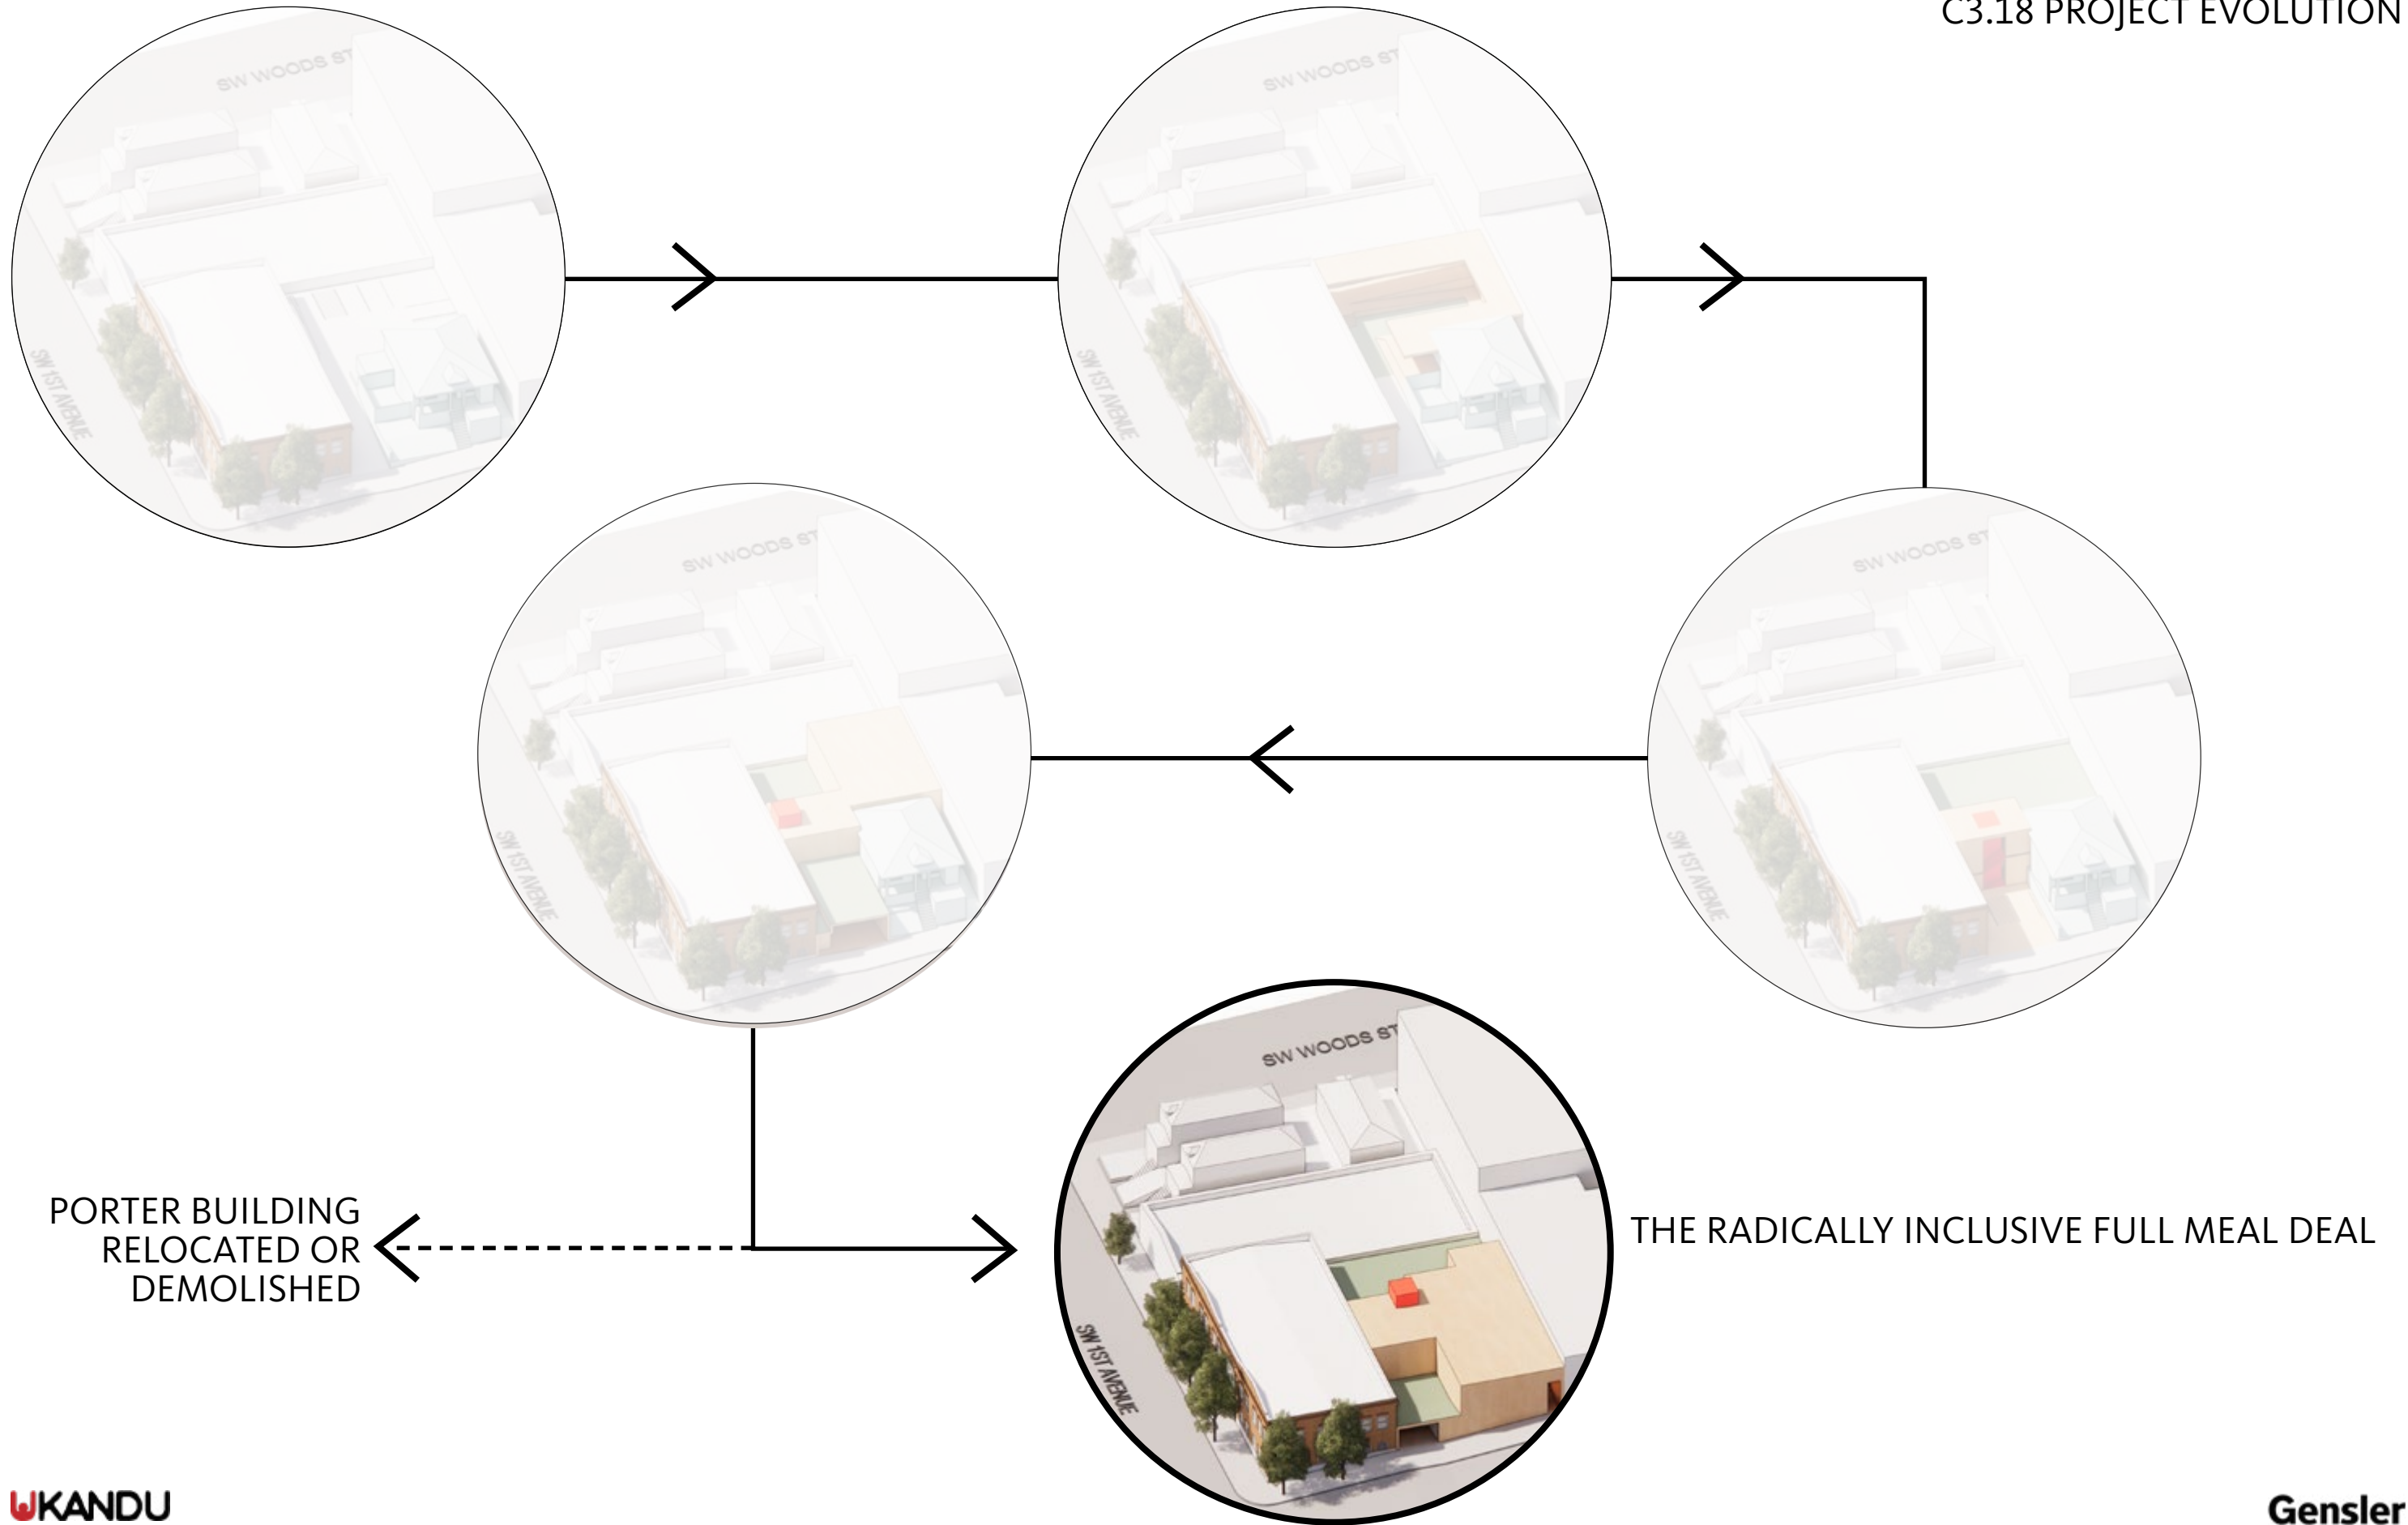 C3.18 PROJECT EVOLUTION
SW WOODS ST
SW 1ST AVENUE
SW WOODS ST
SW 1ST AVENUE
SW WOODS ST
SW 1ST AVENUE
SW WOODS ST
SW 1ST AVENUE
SW WOODS ST
SW 1ST AVENUE
PORTER BUILDING
RELOCATED OR
DEMOLISHED
THE RADICALLY INCLUSIVE FULL MEAL DEAL
UKANDU
Gensler